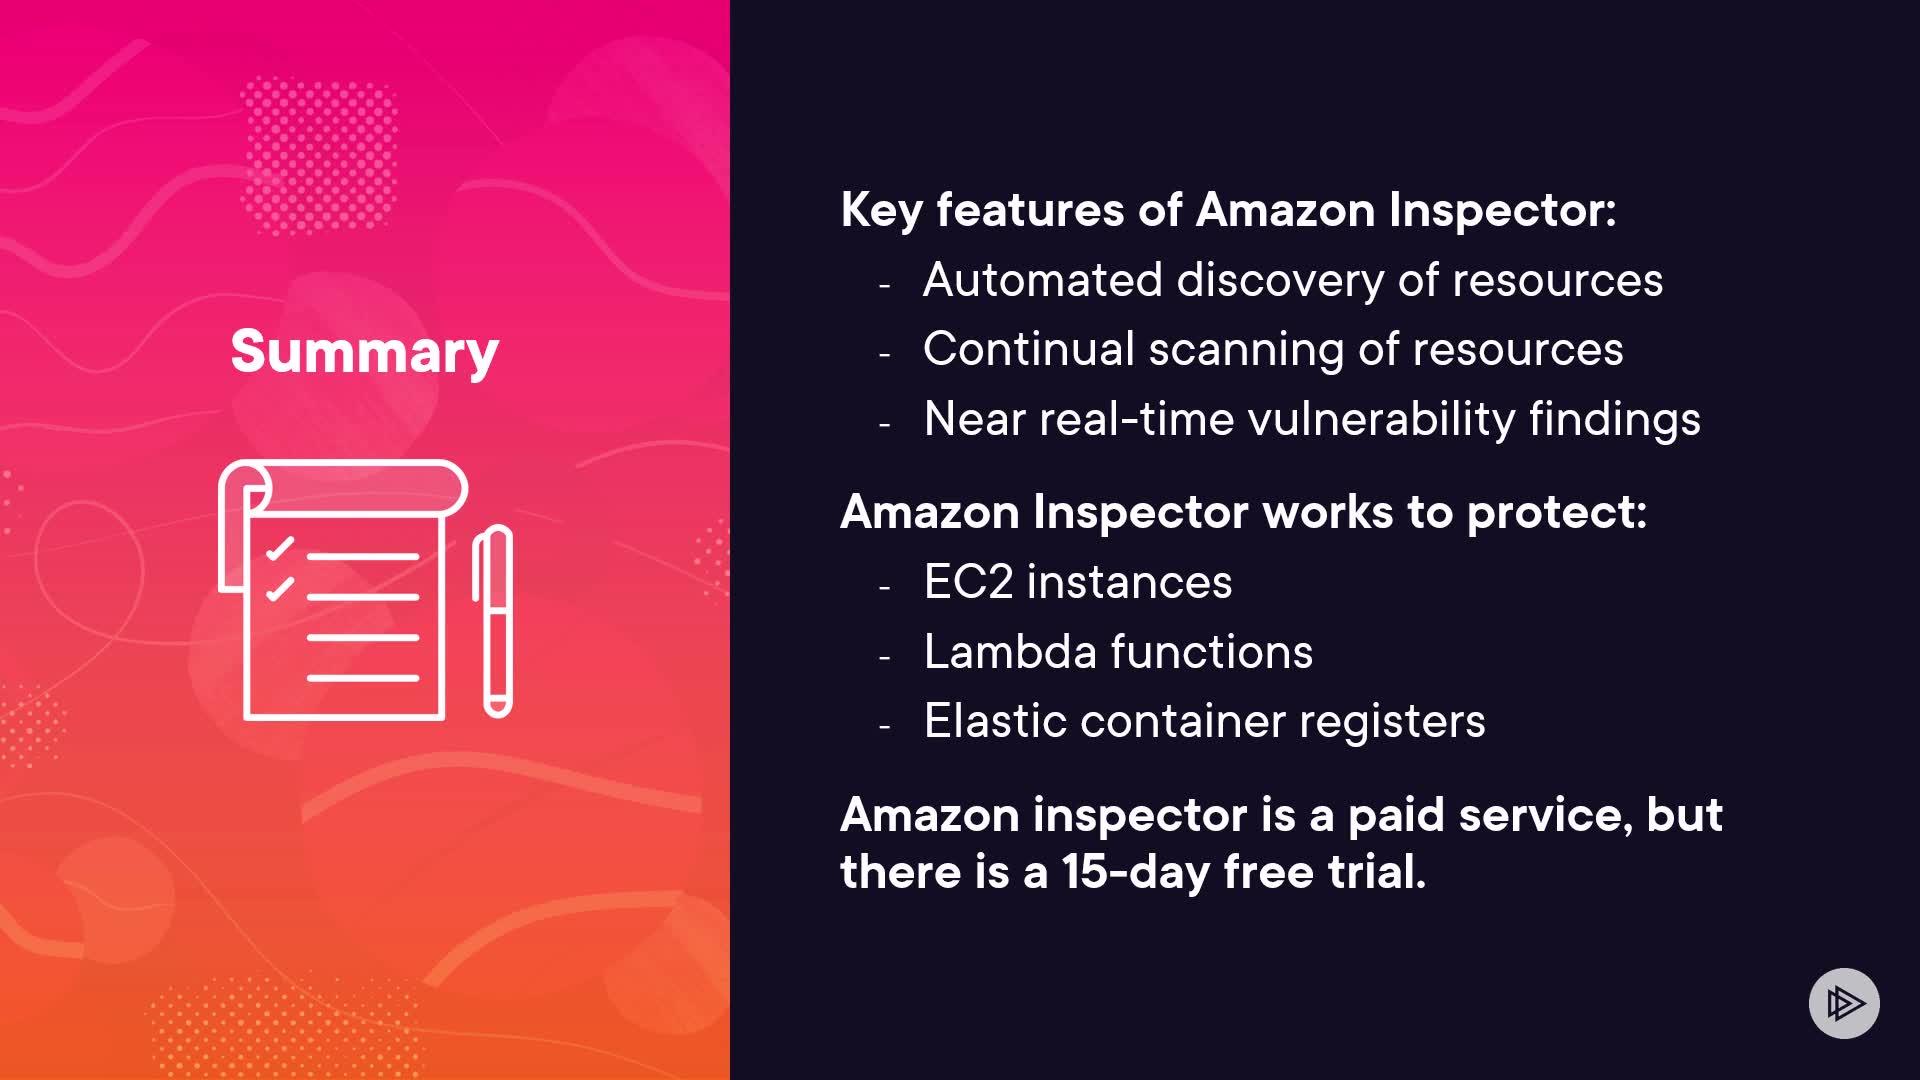 Summary
Key features of Amazon Inspector:
- Automated discovery of resources
- Continual scanning of resources
- Near real-time vulnerability findings
Amazon Inspector works to protect:
- EC2 instances
- Lambda functions
- Elastic container registers
Amazon inspector is a paid service, but
there is a 15-day free trial.